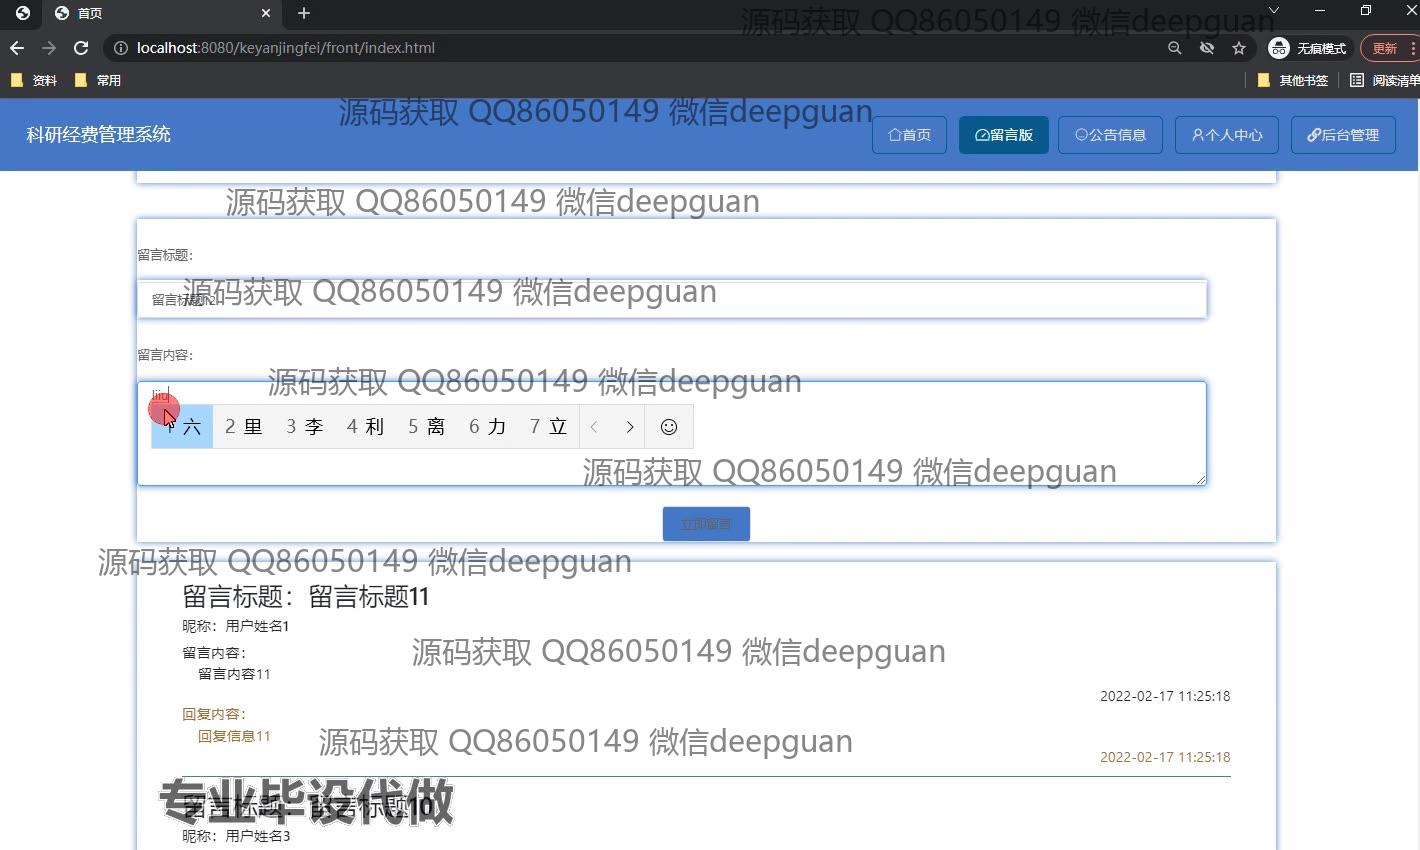 首页
localhost:8080/keyanjingfei/front/index.html
无痕模式
更新
资料
常用
其他书签
阅读清单
源码获取 QQ86050149 微信deepguan
源码获取 QQ86050149 微信deepguan
科研经费管理系统
首页
留言版
公告信息
个人中心
后台管理
源码获取 QQ86050149 微信deepguan
留言标题：
源码获取 QQ86050149 微信deepguan
留言标题12
留言内容：
源码获取 QQ86050149 微信deepguan
六 2 里 3 李 4 利 5 离 6 力 7 立
源码获取 QQ86050149 微信deepguan
立即留言
源码获取 QQ86050149 微信deepguan
留言标题：留言标题11
昵称：用户姓名1
源码获取 QQ86050149 微信deepguan
留言内容：
留言内容11
2022-02-17 11:25:18
回复内容：
回复信息11
源码获取 QQ86050149 微信deepguan
2022-02-17 11:25:18
专业毕设代做
留言标题：留言标题10
昵称：用户姓名3